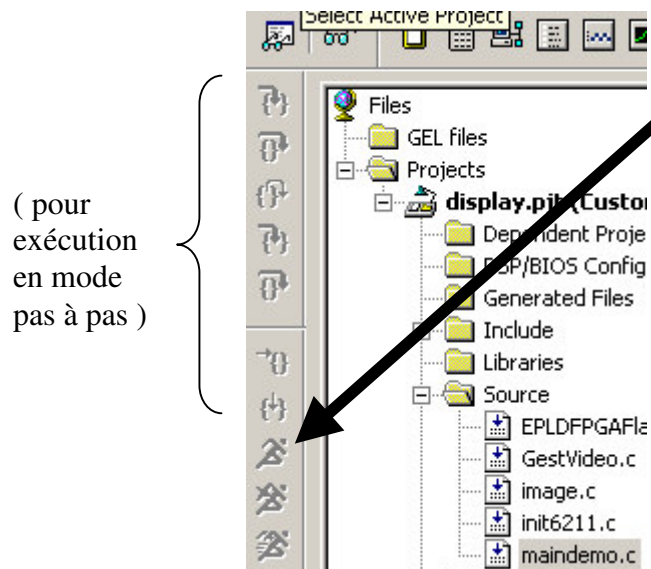 Select Active Project
Files
GEL files
Projects
( pour
exécution
en mode
pas à pas )
display.pjt (Custo
Dependent Proje
DSP/BIOS Config
Generated Files
Include
Libraries
Source
EPLDFPGAFla
GestVideo.c
image.c
init6211.c
maindemo.c